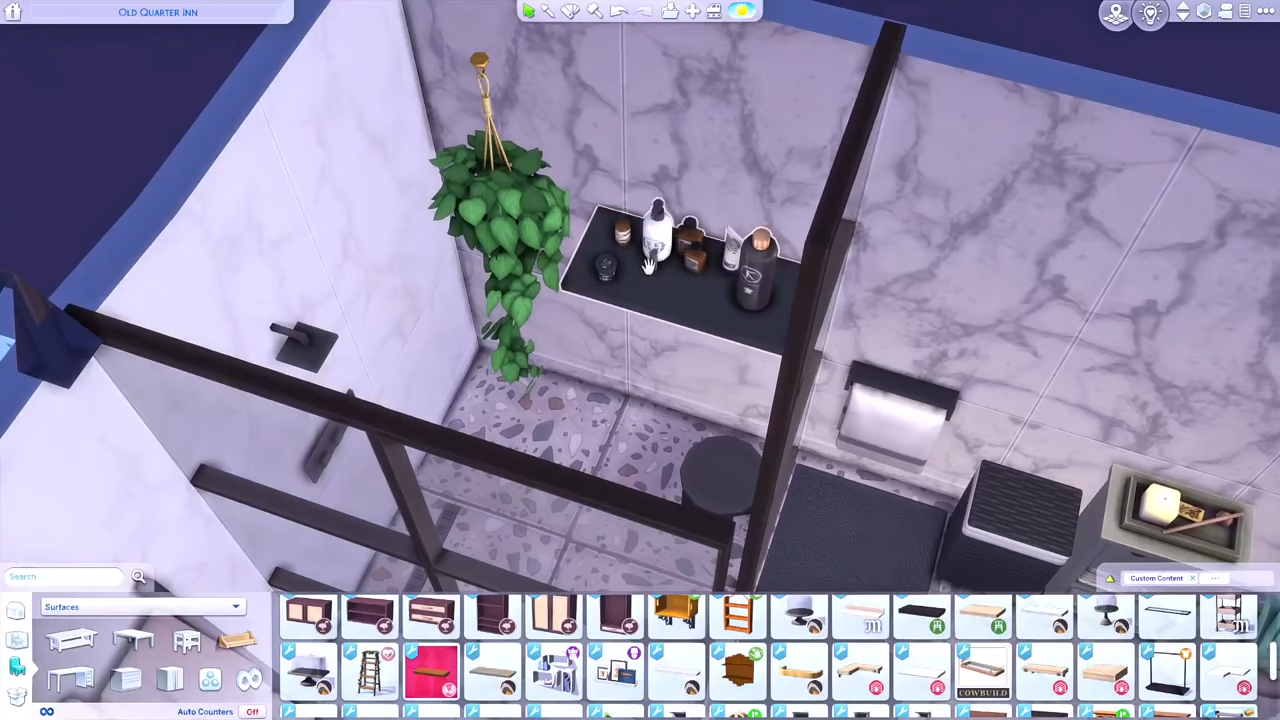 OLD QUARTER INN
Search
Custom Content
Surfaces
COWBUILD
Auto Counters
Off